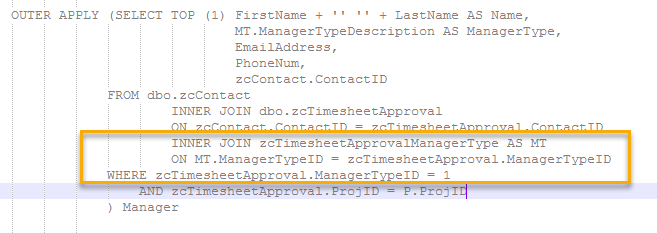 OUTER APPLY (SELECT TOP (1) FirstName + '' '' + LastName AS Name,
MT.ManagerTypeDescription AS ManagerType,
EmailAddress,
PhoneNum,
zcContact.ContactID
FROM dbo.zcContact
INNER JOIN dbo.zcTimesheetApproval
ON zcContact.ContactID = zcTimesheetApproval.ContactID
INNER JOIN zcTimesheetApprovalManagerType AS MT
ON MT.ManagerTypeID = zcTimesheetApproval.ManagerTypeID
WHERE zcTimesheetApproval.ManagerTypeID = 1
AND zcTimesheetApproval.ProjID = P.ProjID
) Manager